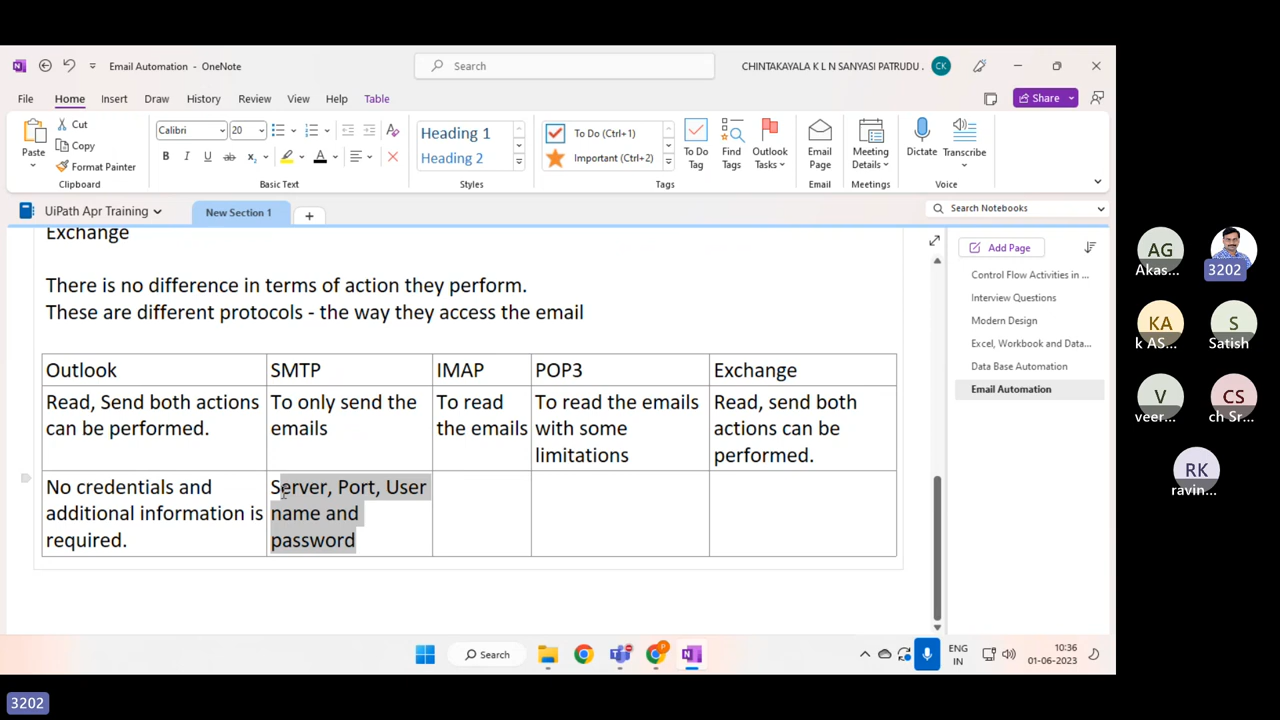 Email Automation - OneNote
Search
CHINTAKAYALA K L N SANYASI PATRUDU .
CK
File
Home
Insert
Draw
History
Review
View
Help
Table
Share
Paste
Cut
Copy
Format Painter
Clipboard
Calibri
20
B I U ab x
Basic Text
Heading 1
Heading 2
Styles
To Do (Ctrl+1)
Important (Ctrl+2)
To Do
Tag
Find
Tags
Outlook
Tasks
Tags
Email
Page
Email
Meeting
Details
Meetings
Dictate
Transcribe
Voice
UiPath Apr Training
New Section 1
+
Search Notebooks
Exchange
There is no difference in terms of action they perform.
These are different protocols - the way they access the email
Outlook
SMTP
IMAP
POP3
Exchange
Read, Send both actions
can be performed.
To only send the
emails
To read
the emails
To read the emails
with some
limitations
Read, send both
actions can be
performed.
No credentials and
additional information is
required.
Server, Port, User
name and
password
Add Page
Control Flow Activities in ...
Interview Questions
Modern Design
Excel, Workbook and Data...
Data Base Automation
Email Automation
AG
Akas...
3202
KA
k AS...
S
Satish
V
veer...
CS
ch Sr...
RK
ravin...
Search
P
ENG
IN
10:36
01-06-2023
3202